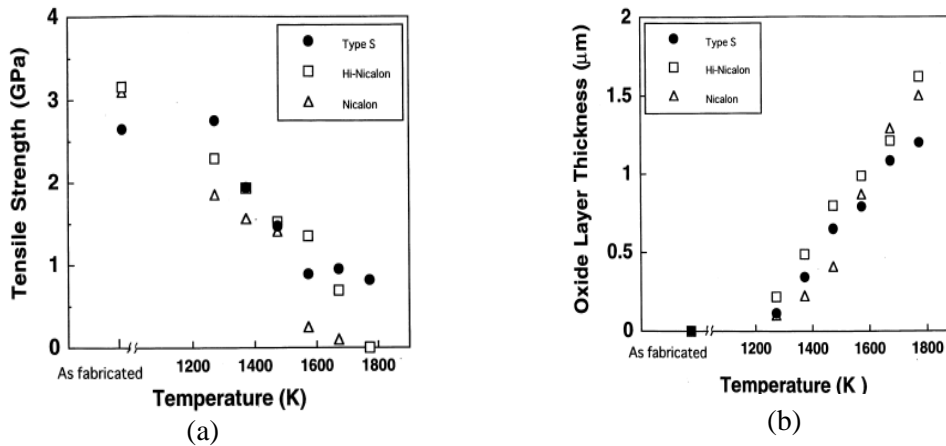 4
3
2
1
0
Tensile Strength (GPa)
Type S
Hi-Nicalon
Nicalon
As fabricated
1200 1400 1600 1800
Temperature (K)
(a)
2
1.5
1
0.5
0
Oxide Layer Thickness (μm)
Type S
Hi-Nicalon
Nicalon
As fabricated
1200 1400 1600 1800
Temperature (K )
(b)